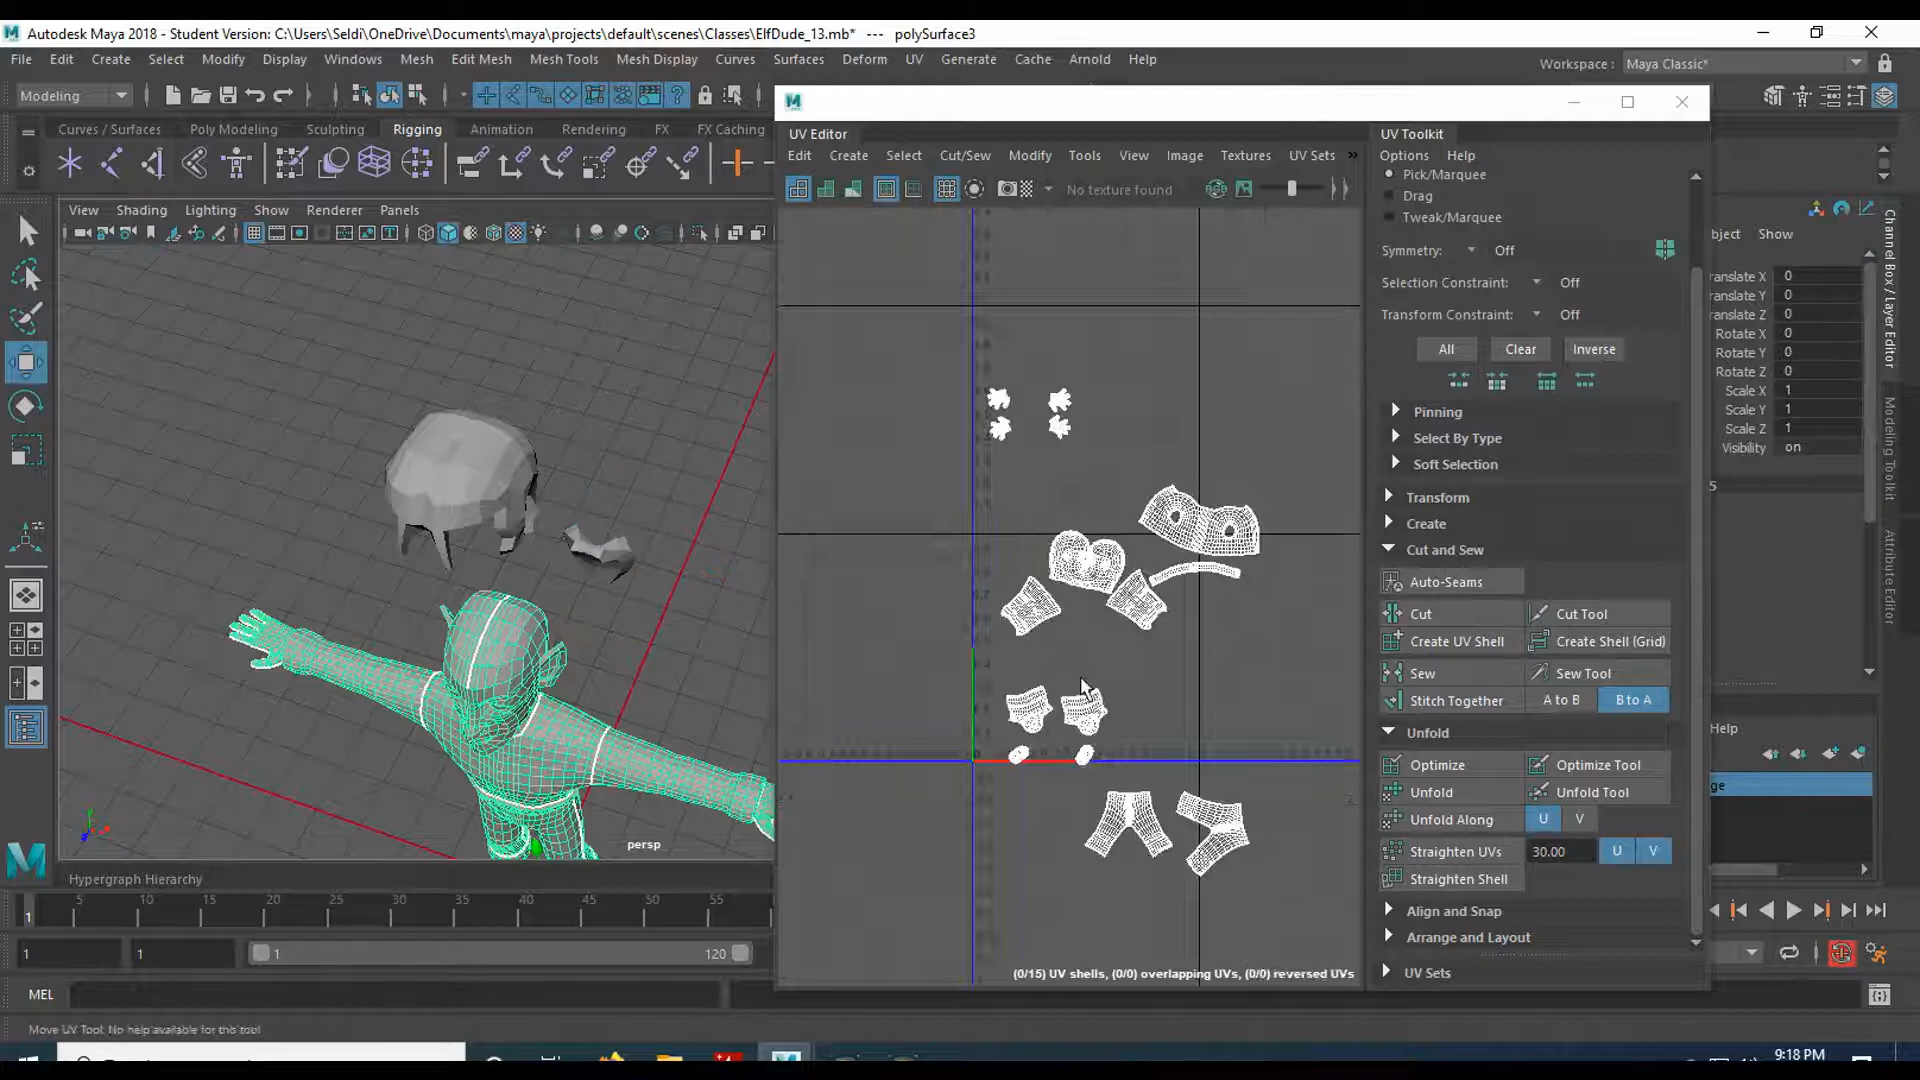 Autodesk Maya 2018 - Student Version: C:\Users\Seldi\OneDrive\Documents\maya\projects\default\scenes\Classes\ElfDude_13.mb* --- polySurface3
File Edit Create Select Modify Display Windows Mesh Edit Mesh Mesh Tools Mesh Display Curves Surfaces Deform UV Generate Cache Arnold Help
Workspace : Maya Classic*
Modeling
Curves / Surfaces Poly Modeling Sculpting Rigging Animation Rendering FX FX Caching
View Shading Lighting Show Renderer Panels
persp
UV Editor
Edit Create Select Cut/Sew Modify Tools View Image Textures UV Sets »
No texture found
(0/15) UV shells, (0/0) overlapping UVs, (0/0) reversed UVs
UV Toolkit
Options Help
Pick/Marquee
Drag
Tweak/Marquee
Symmetry: Off
Selection Constraint: Off
Transform Constraint: Off
All Clear Inverse
Pinning
Select By Type
Soft Selection
Transform
Create
Cut and Sew
Auto-Seams
Cut Cut Tool
Create UV Shell Create Shell (Grid)
Sew Sew Tool
Stitch Together A to B B to A
Unfold
Optimize Optimize Tool
Unfold Unfold Tool
Unfold Along U V
Straighten UVs 30.00 U V
Straighten Shell
Align and Snap
Arrange and Layout
UV Sets
bject Show
ranslate X 0
ranslate Y 0
ranslate Z 0
Rotate X 0
Rotate Y 0
Rotate Z 0
Scale X 1
Scale Y 1
Scale Z 1
Visibility on
5
Help
ge
Channel Box / Layer Editor
Modeling Toolkit
Attribute Editor
Hypergraph Hierarchy
1 5 10 15 20 25 30 35 40 45 50 55
1 1 1 120
MEL
Move UV Tool: No help available for this tool
9:18 PM